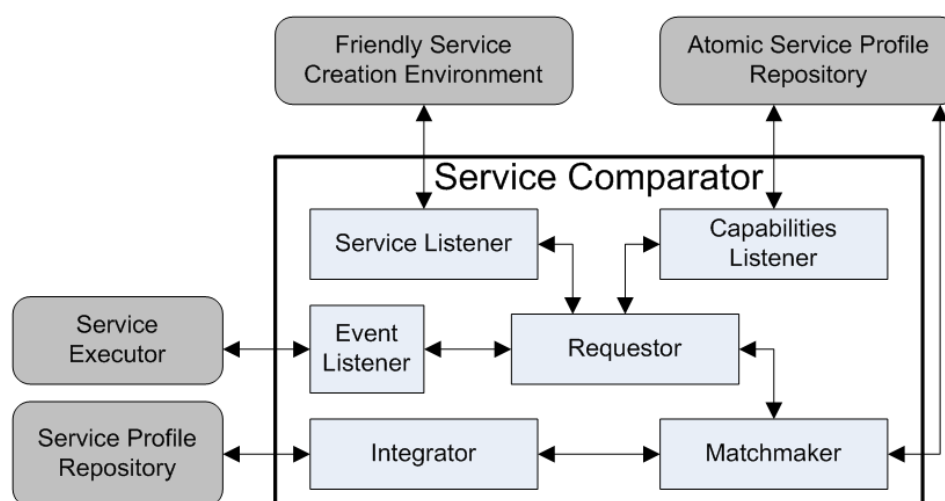 Friendly Service
Creation Environment
Atomic Service Profile
Repository
Service Comparator
Service Listener
Capabilities
Listener
Service
Executor
Event
Listener
Requestor
Service Profile
Repository
Integrator
Matchmaker